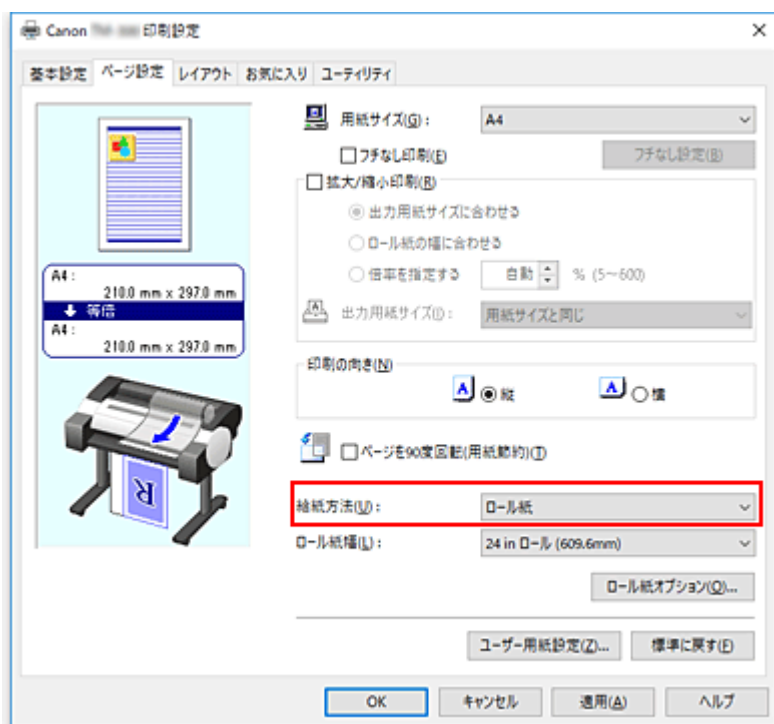 Canon 印刷設定
基本設定 ページ設定 レイアウト お気に入り ユーティリティ
用紙サイズ(G)： A4
フチなし印刷(E) フチなし設定(B)
拡大/縮小印刷(R)
出力用紙サイズに合わせる
ロール紙の幅に合わせる
倍率を指定する 自動 % (5～600)
出力用紙サイズ(I)： 用紙サイズと同じ
A4：
210.0 mm x 297.0 mm
等倍
A4：
210.0 mm x 297.0 mm
印刷の向き(N)
A 縦 A 横
ページを90度回転(用紙節約)(T)
R
給紙方法(U)： ロール紙
ロール紙幅(L)： 24 in ロール (609.6mm)
ロール紙オプション(O)...
ユーザー用紙設定(Z)... 標準に戻す(F)
OK キャンセル 適用(A) ヘルプ